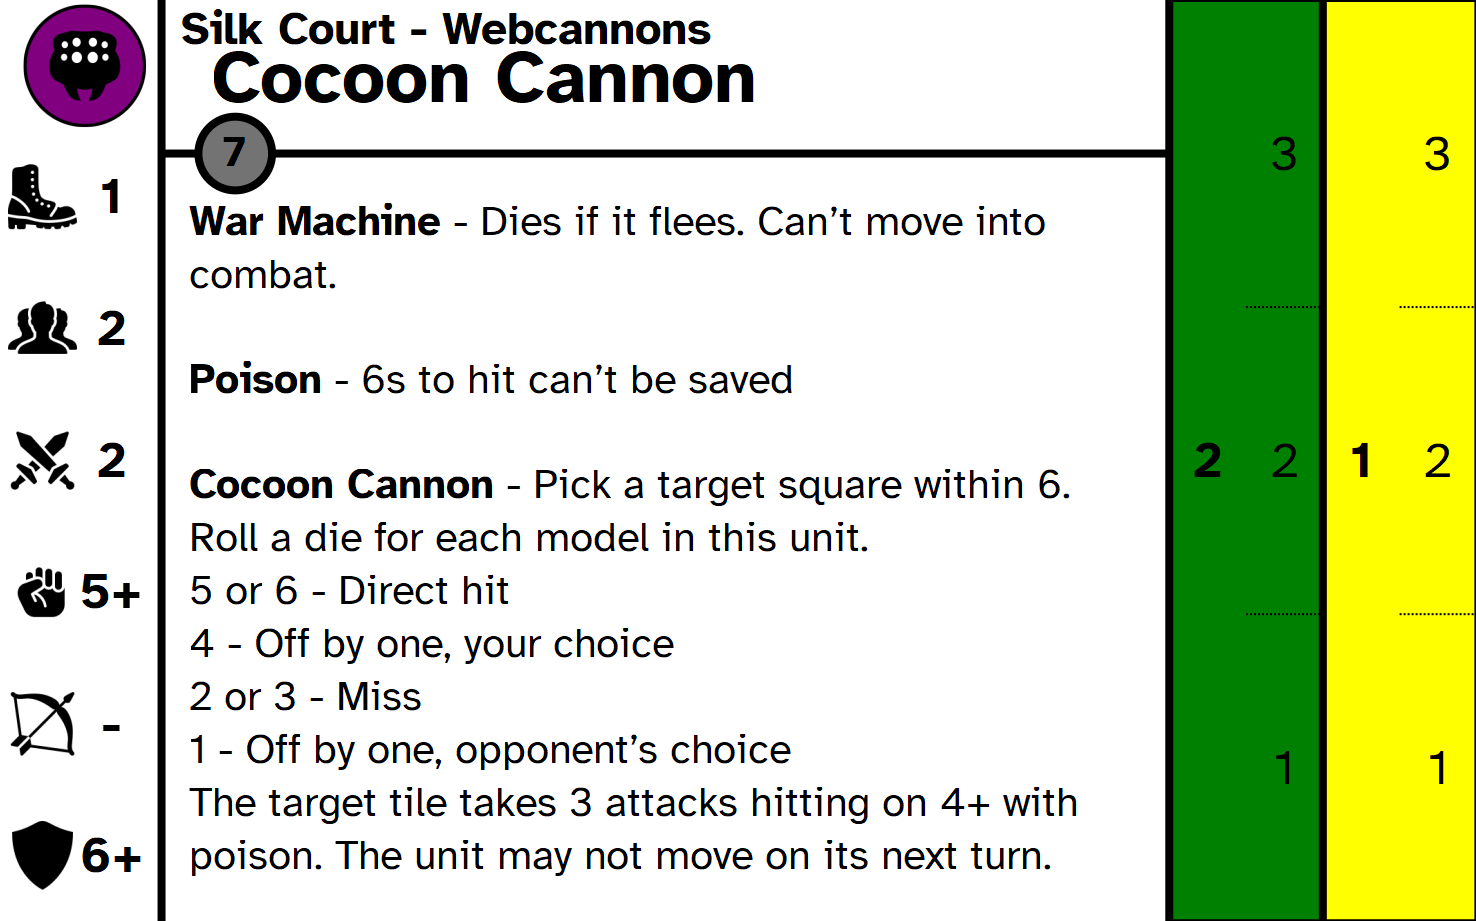 Silk Court - Webcannons
Cocoon Cannon
7
1
2
2
5+
-
6+
War Machine - Dies if it flees. Can’t move into
combat.
Poison - 6s to hit can’t be saved
Cocoon Cannon - Pick a target square within 6.
Roll a die for each model in this unit.
5 or 6 - Direct hit
4 - Off by one, your choice
2 or 3 - Miss
1 - Off by one, opponent’s choice
The target tile takes 3 attacks hitting on 4+ with
poison. The unit may not move on its next turn.
3
2 2
1
3
1 2
1